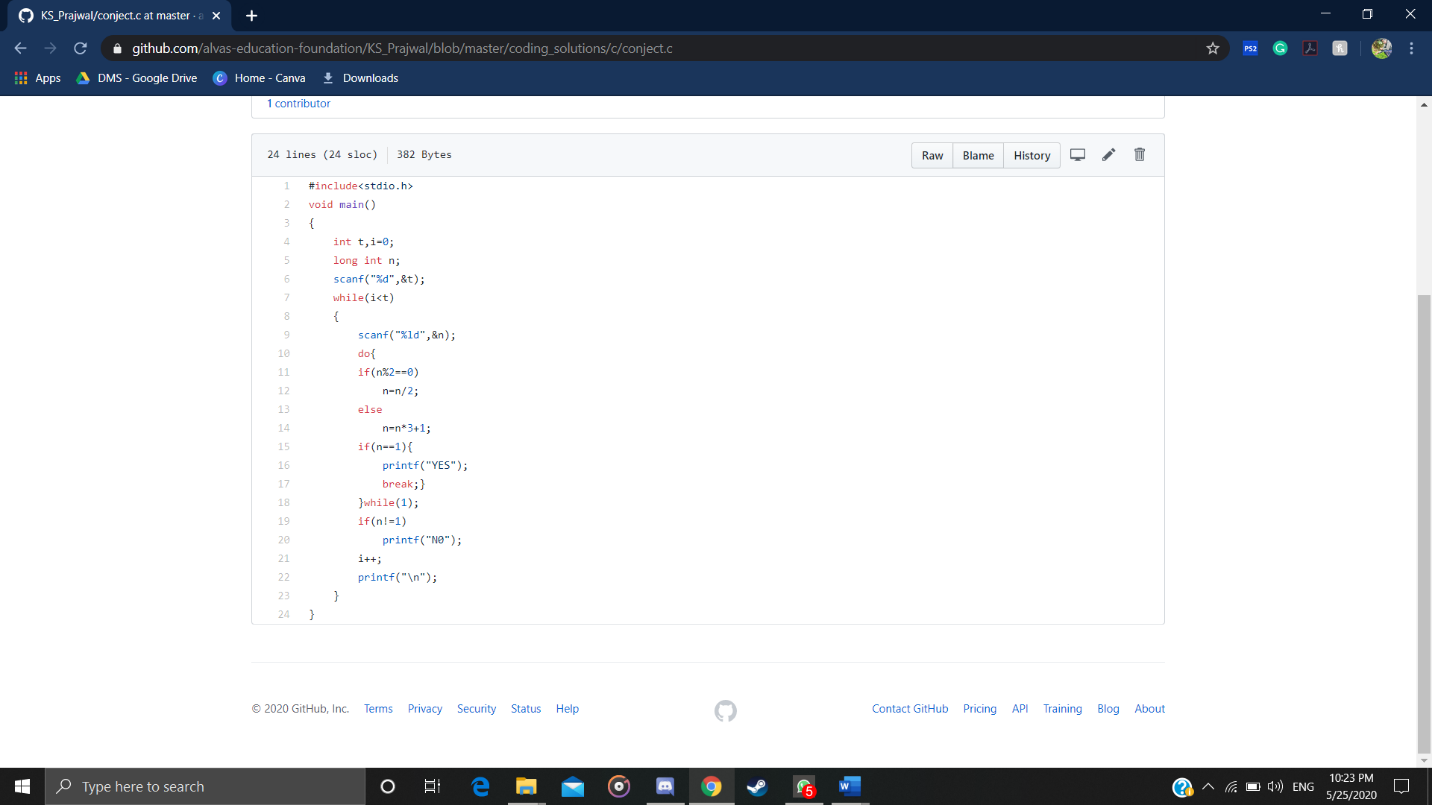 KS_Prajwal/conject.c at master · a
github.com/alvas-education-foundation/KS_Prajwal/blob/master/coding_solutions/c/conject.c
PS2
Apps DMS - Google Drive Home - Canva Downloads
1 contributor
24 lines (24 sloc) 382 Bytes Raw Blame History
1 #include<stdio.h>
2 void main()
3 {
4 int t,i=0;
5 long int n;
6 scanf("%d",&t);
7 while(i<t)
8 {
9 scanf("%ld",&n);
10 do{
11 if(n%2==0)
12 n=n/2;
13 else
14 n=n*3+1;
15 if(n==1){
16 printf("YES");
17 break;}
18 }while(1);
19 if(n!=1)
20 printf("N0");
21 i++;
22 printf("\n");
23 }
24 }
© 2020 GitHub, Inc. Terms Privacy Security Status Help Contact GitHub Pricing API Training Blog About
Type here to search 5 ENG 10:23 PM
5/25/2020